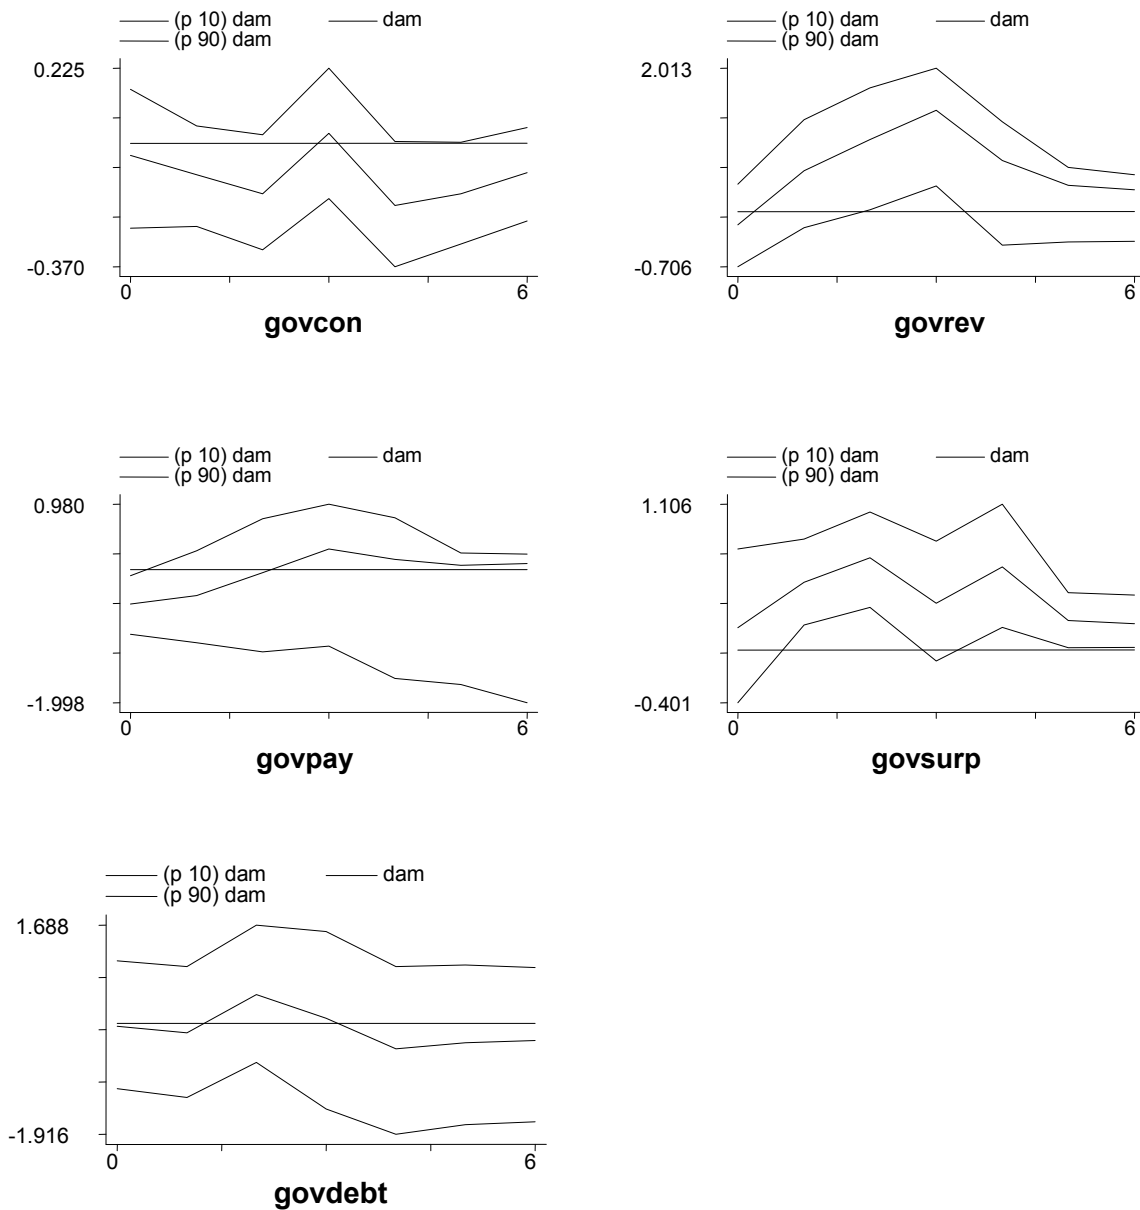 (p 10) dam dam
(p 90) dam
0.225
-0.370
0 6
govcon
(p 10) dam dam
(p 90) dam
2.013
-0.706
0 6
govrev
(p 10) dam dam
(p 90) dam
0.980
-1.998
0 6
govpay
(p 10) dam dam
(p 90) dam
1.106
-0.401
0 6
govsurp
(p 10) dam dam
(p 90) dam
1.688
-1.916
0 6
govdebt